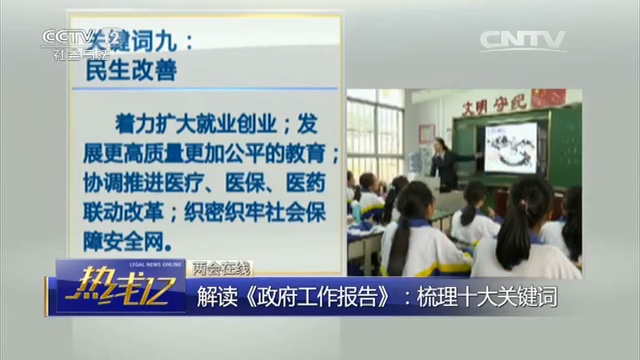 CCTV 12
社会与法
CNTV
关键词九：
民生改善
着力扩大就业创业；发
展更高质量更加公平的教育；
协调推进医疗、医保、医药
联动改革；织密织牢社会保
障安全网。
文明 守纪
LEGAL NEWS ONLINE
热线12
两会在线
解读《政府工作报告》：梳理十大关键词